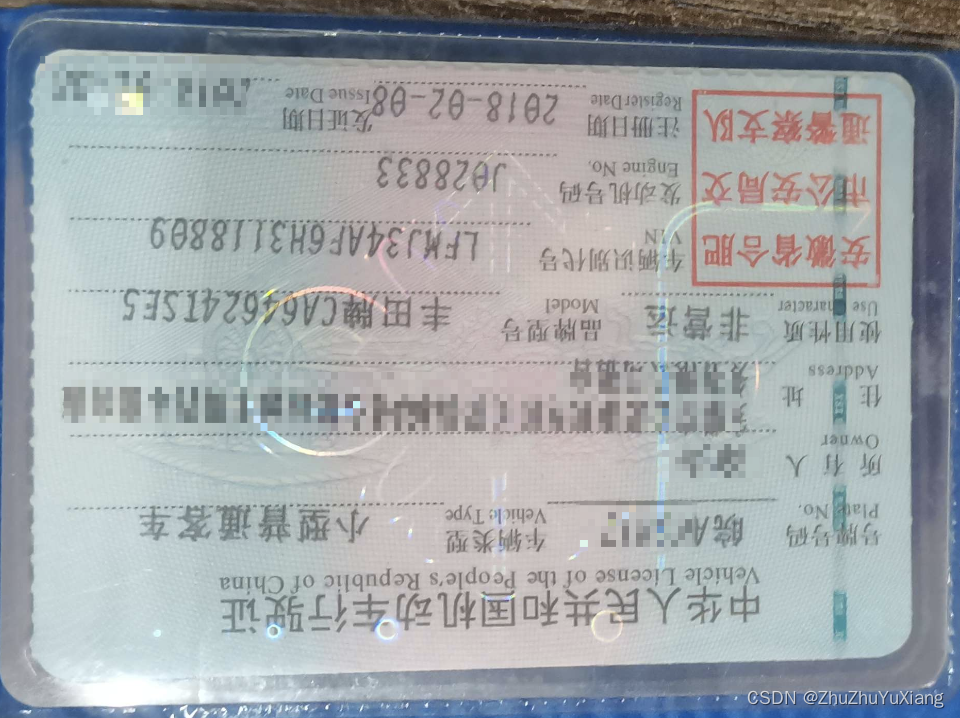 中华人民共和国机动车行驶证
Vehicle License of the People's Republic of China
号牌号码 皖A 车辆类型 小型普通客车
Plate No. Vehicle Type
所有人
Owner
住址
Address
使用性质 非营运 品牌型号 丰田牌CA64624TSE5
Use Character Model
安徽省合肥
市公安局交
通警察支队
车辆识别代号 LFMJ34AF6H3118809
VIN
发动机号码 J028833
Engine No.
注册日期 2018-02-08 发证日期
Register Date Issue Date
CSDN @ZhuZhuYuXiang